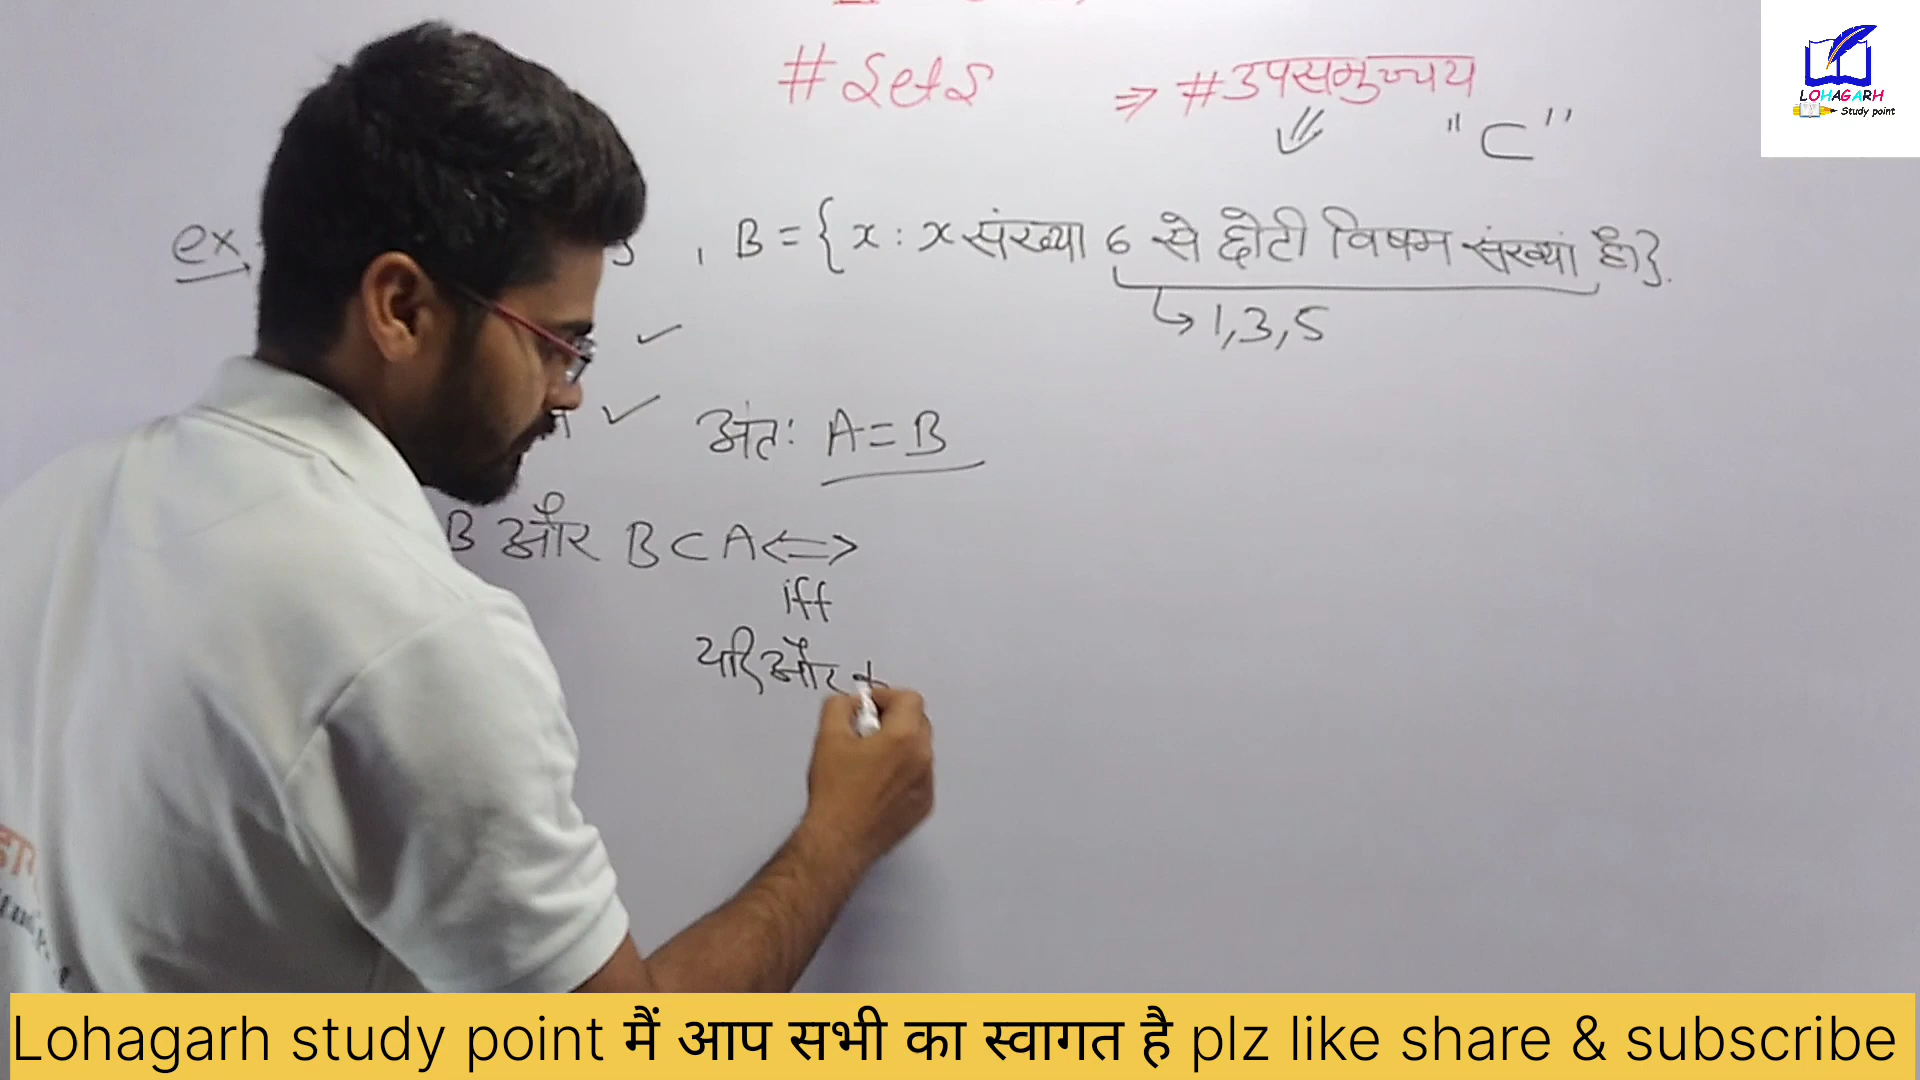 #Sets ⇒ #उपसमुच्चय
"⊂"
ex , B = {x : x संख्या 6 से छोटी विषम संख्यां है}.
↳ 1,3,5
✓
✓ अंतः A=B
B और B⊂A⇔
iff
यदि और
LOHAGARH
Study point
Lohagarh study point मैं आप सभी का स्वागत है plz like share & subscribe